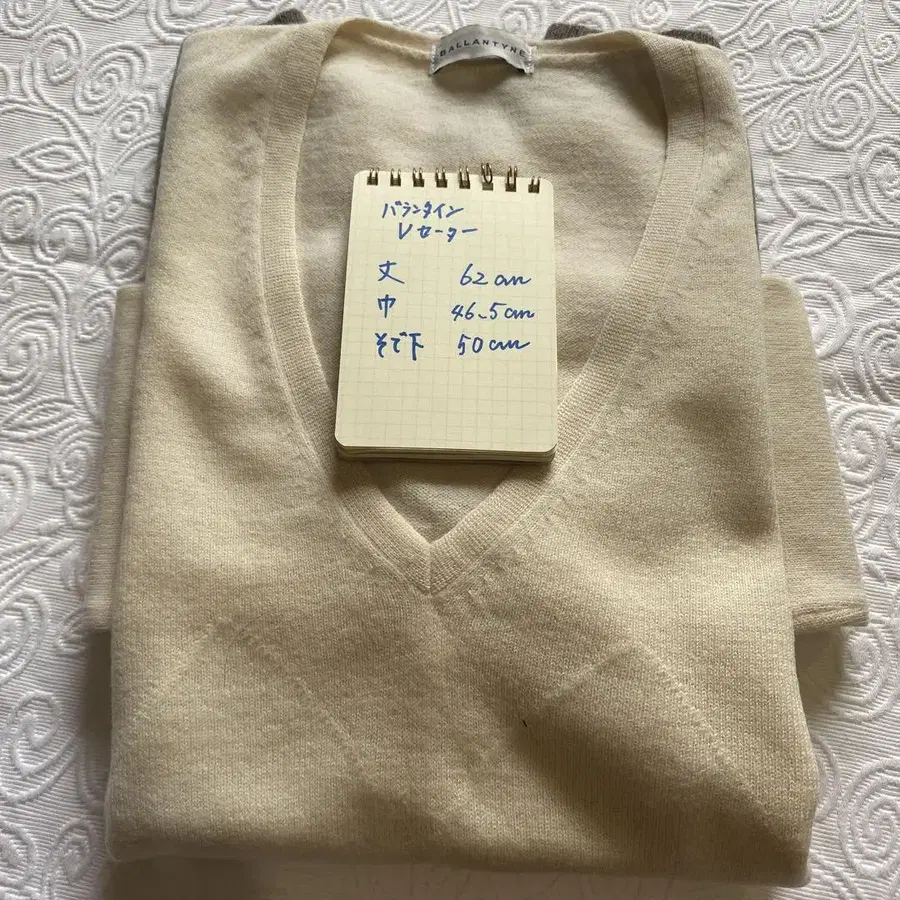 BALLANTYNE
バランタイン
Vセーター
丈 62cm
巾 46.5cm
そで下 50cm